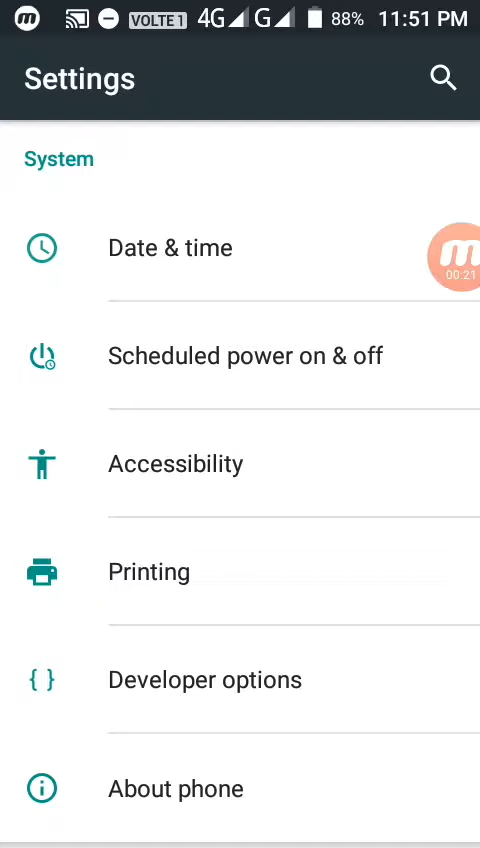 VOLTE 1 4G G 88% 11:51 PM
Settings
System
Date & time
00:21
Scheduled power on & off
Accessibility
Printing
Developer options
About phone